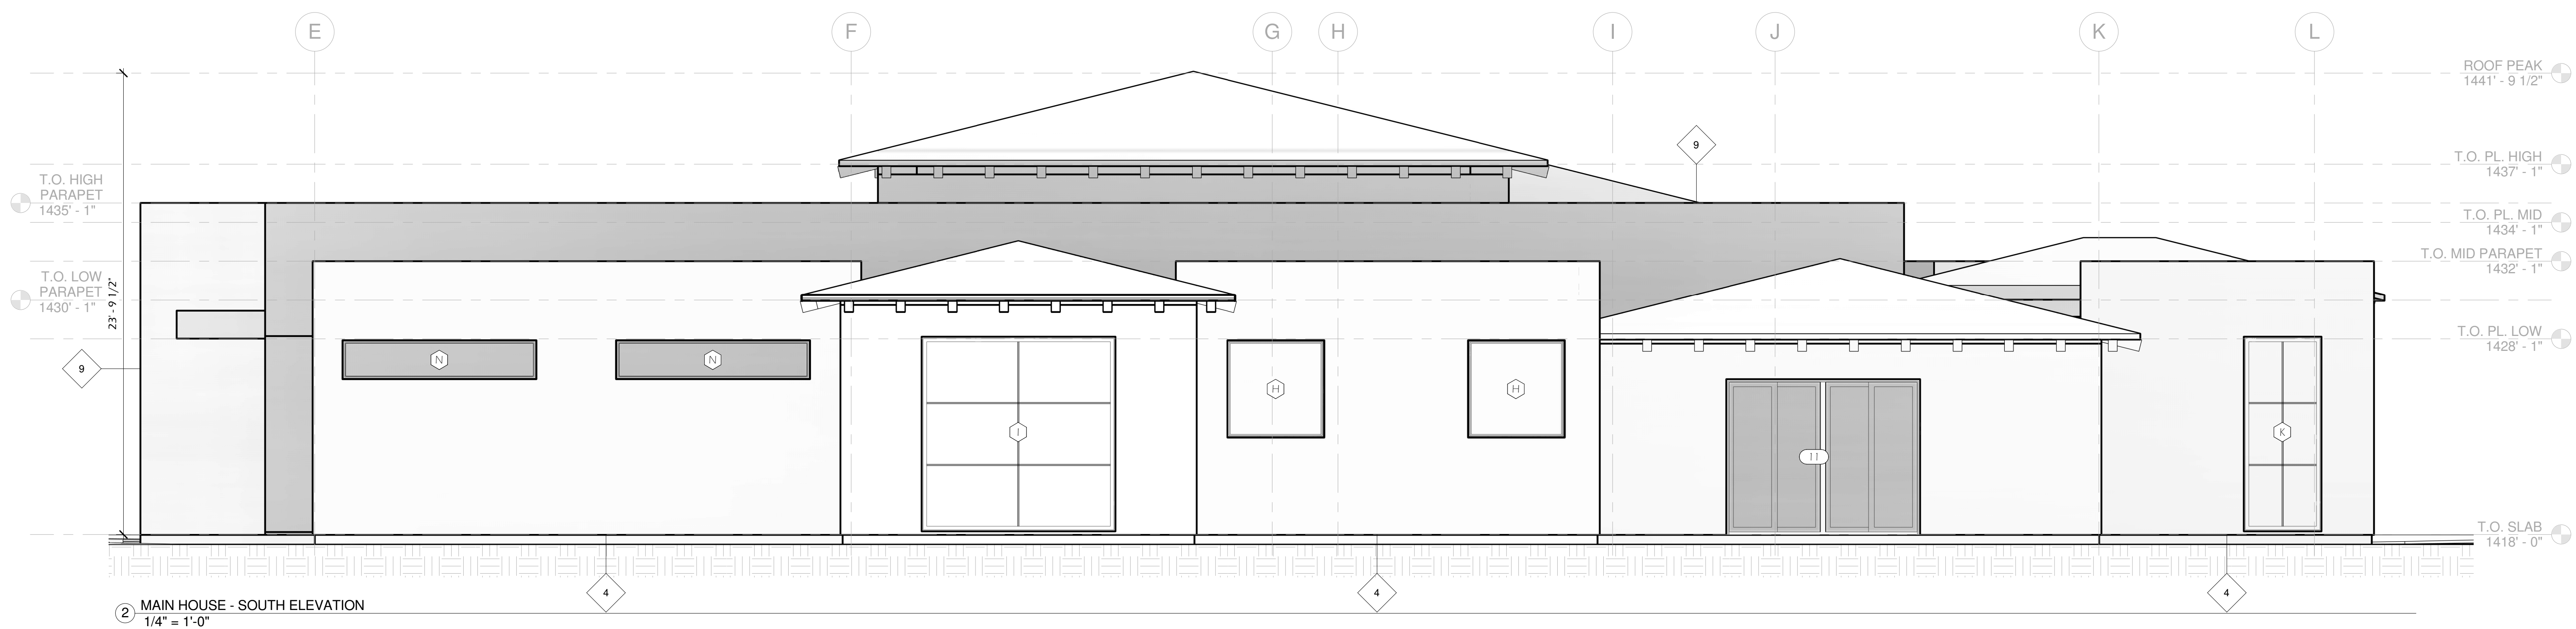 E
F
G
H
I
J
K
L
ROOF PEAK
1441' - 9 1/2"
9
T.O. PL. HIGH
1437' - 1"
T.O. HIGH
PARAPET
1435' - 1"
T.O. PL. MID
1434' - 1"
T.O. MID PARAPET
1432' - 1"
T.O. LOW
PARAPET
1430' - 1"
23' - 9 1/2"
T.O. PL. LOW
1428' - 1"
9
N
N
H
H
I
K
11
T.O. SLAB
1418' - 0"
4
4
4
2 MAIN HOUSE - SOUTH ELEVATION
1/4" = 1'-0"